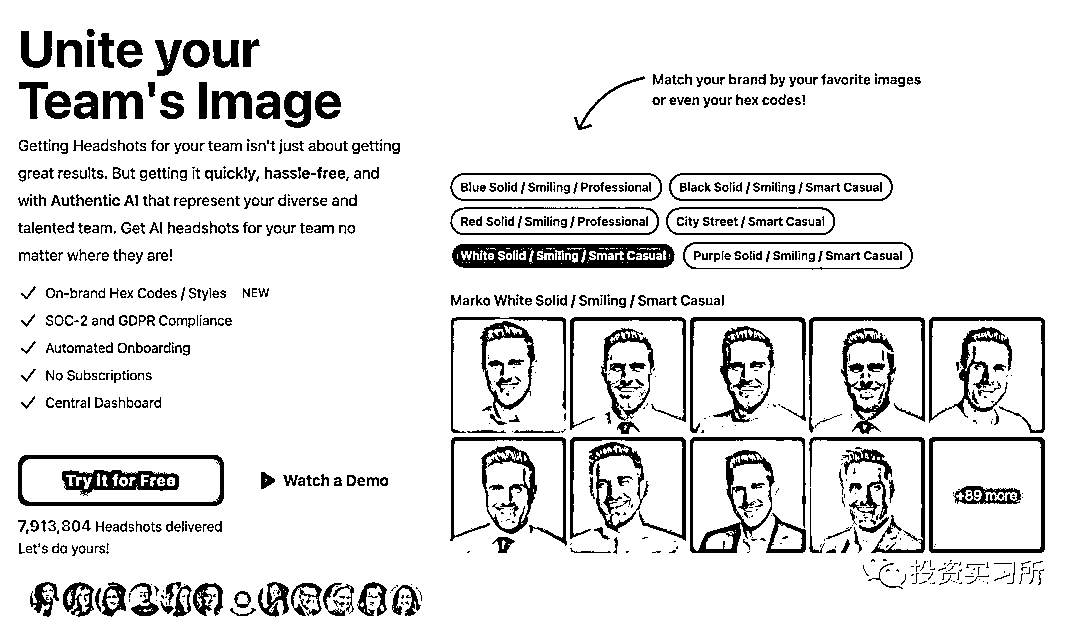 Unite your
Team's Image
Getting Headshots for your team isn't just about getting
great results. But getting it quickly, hassle-free, and
with Authentic AI that represent your diverse and
talented team. Get AI headshots for your team no
matter where they are!
On-brand Hex Codes / Styles NEW
SOC-2 and GDPR Compliance
Automated Onboarding
No Subscriptions
Central Dashboard
Try it for Free
Watch a Demo
7,913,804 Headshots delivered
Let's do yours!
Match your brand by your favorite images
or even your hex codes!
Blue Solid / Smiling / Professional
Black Solid / Smiling / Smart Casual
Red Solid / Smiling / Professional
City Street / Smart Casual
White Solid / Smiling / Smart Casual
Purple Solid / Smiling / Smart Casual
Marko White Solid / Smiling / Smart Casual
+89 more
投资实习所